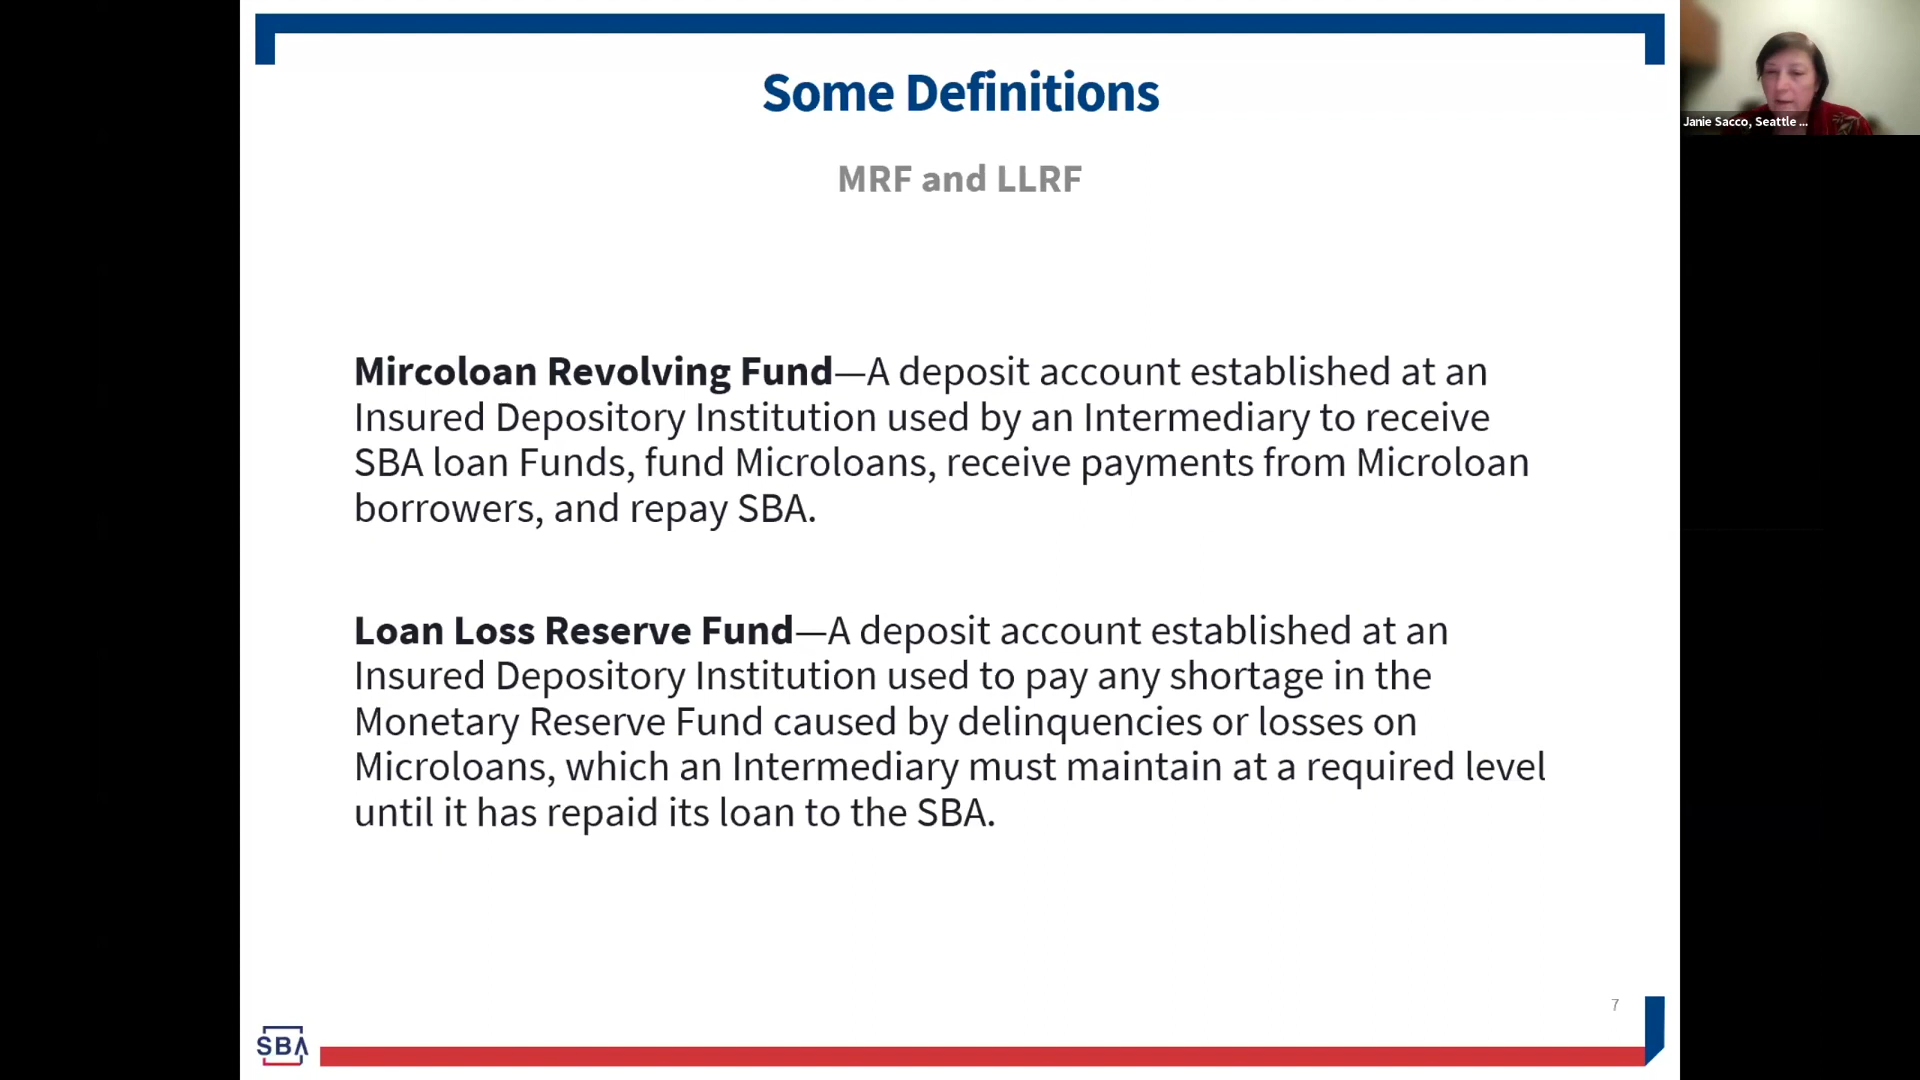 Some Definitions
MRF and LLRF
Janie Sacco, Seattle ...
Mircoloan Revolving Fund—A deposit account established at an
Insured Depository Institution used by an Intermediary to receive
SBA loan Funds, fund Microloans, receive payments from Microloan
borrowers, and repay SBA.
Loan Loss Reserve Fund—A deposit account established at an
Insured Depository Institution used to pay any shortage in the
Monetary Reserve Fund caused by delinquencies or losses on
Microloans, which an Intermediary must maintain at a required level
until it has repaid its loan to the SBA.
7
SBA